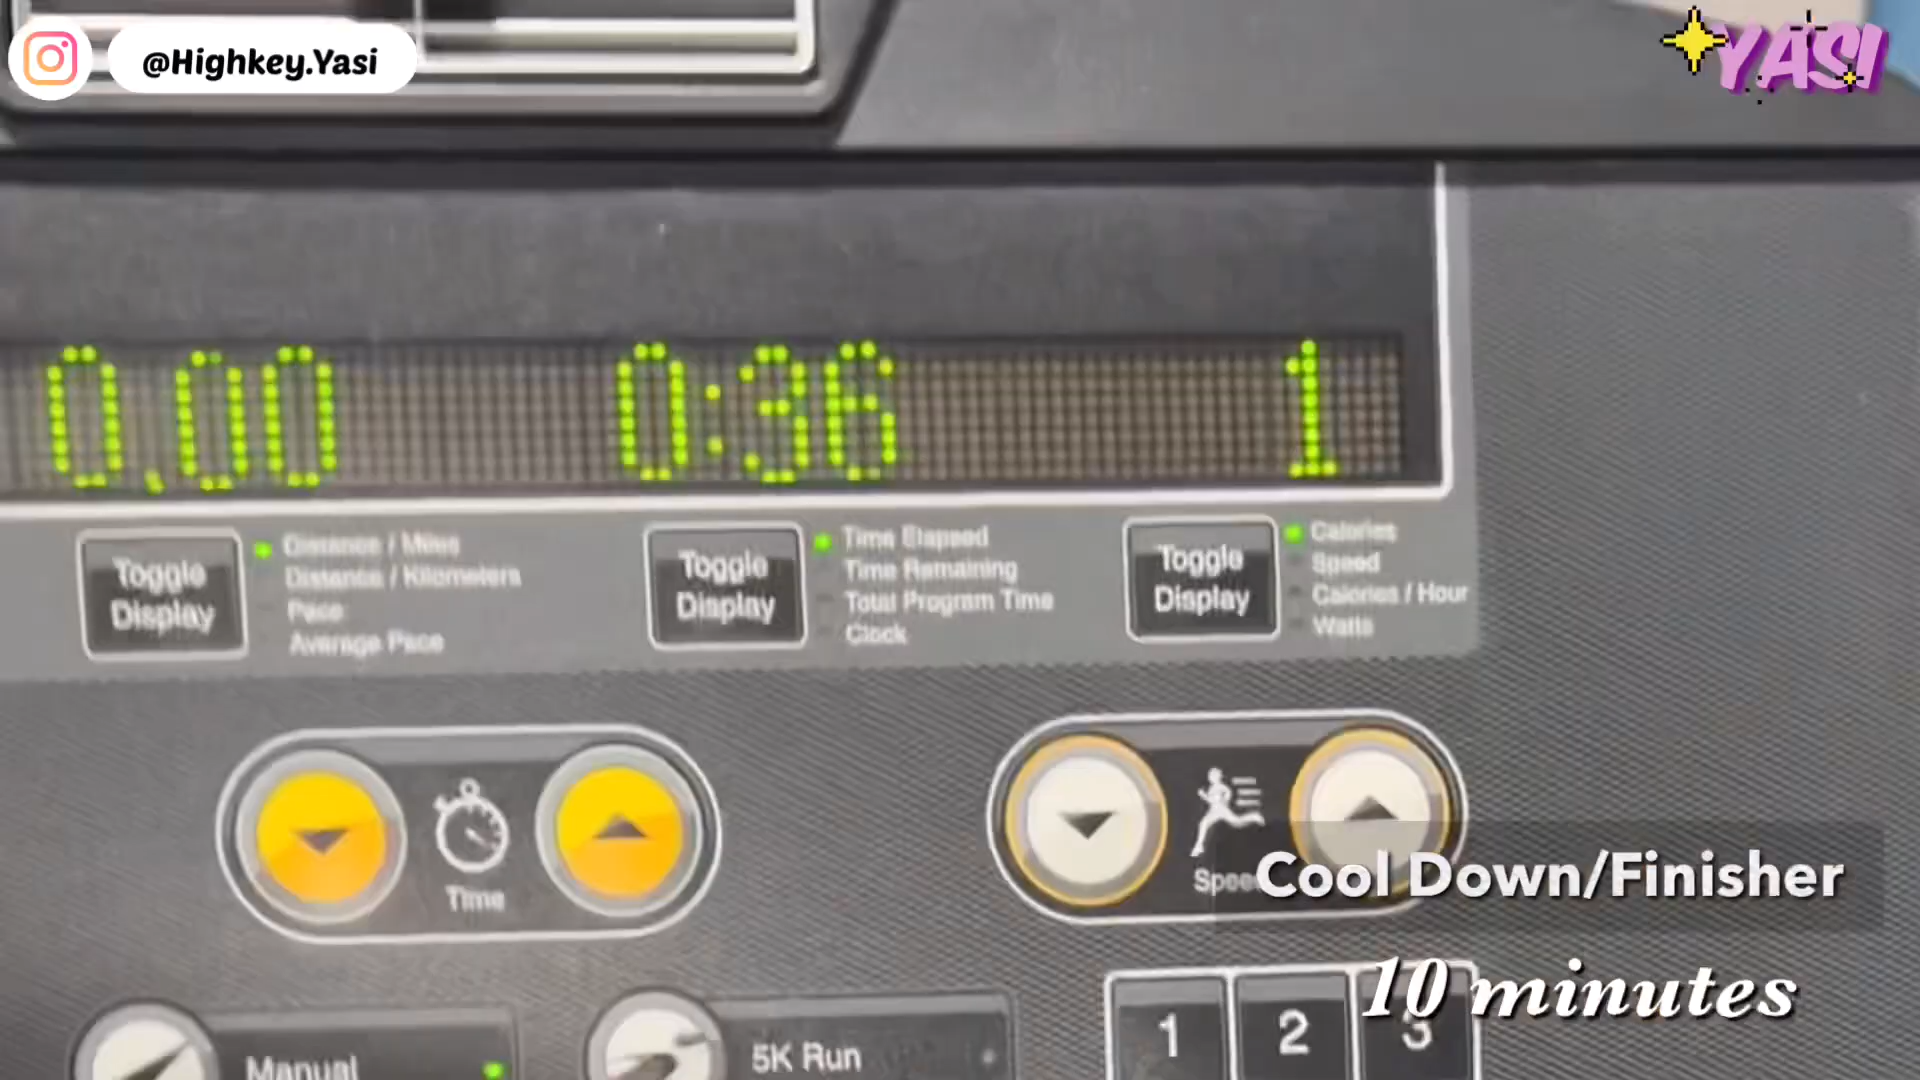 @Highkey.Yasi
YASI
0.00 0:36 1
Toggle
Display
Distance / Miles
Distance / Kilometers
Pace
Average Pace
Toggle
Display
Time Elapsed
Time Remaining
Total Program Time
Clock
Toggle
Display
Calories
Speed
Calories / Hour
Watts
Time
Speed
Cool Down/Finisher
10 minutes
Manual
5K Run
1 2 3